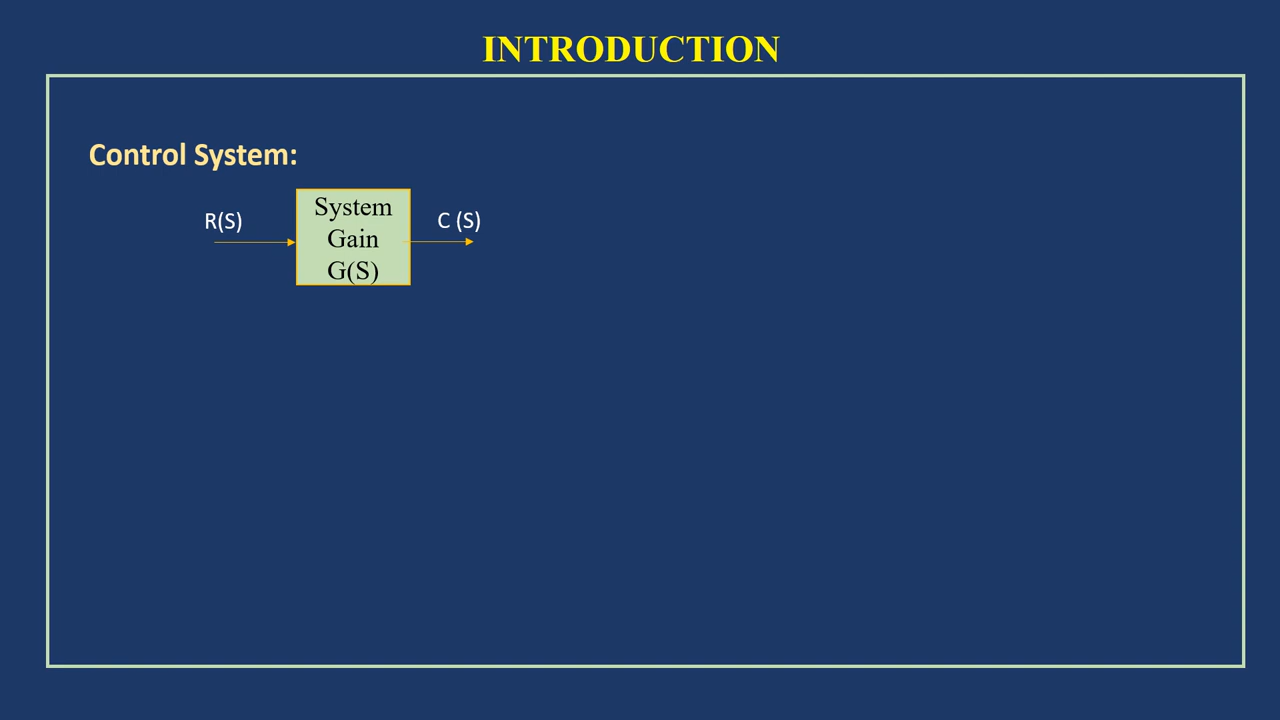 INTRODUCTION
Control System:
R(S)
System
Gain
G(S)
C (S)